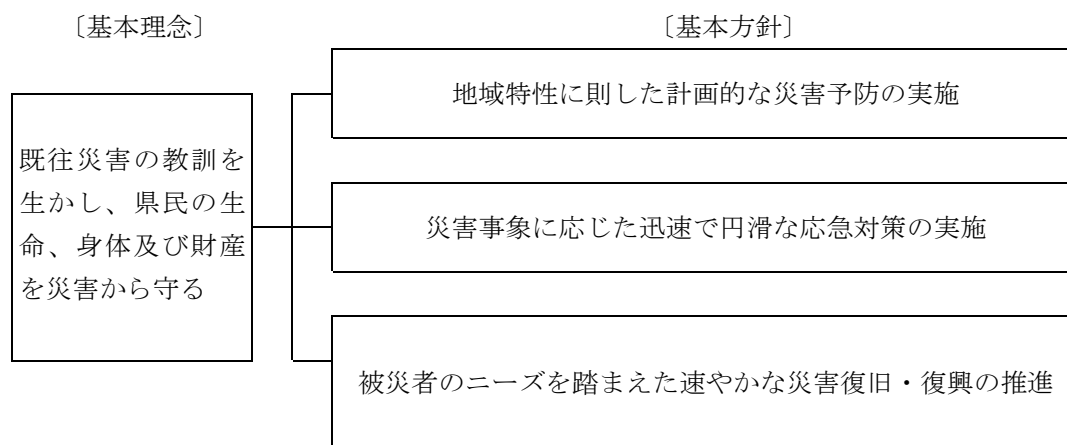 〔基本理念〕
〔基本方針〕
既往災害の教訓を
生かし、県民の生
命、身体及び財産
を災害から守る
地域特性に則した計画的な災害予防の実施
災害事象に応じた迅速で円滑な応急対策の実施
被災者のニーズを踏まえた速やかな災害復旧・復興の推進